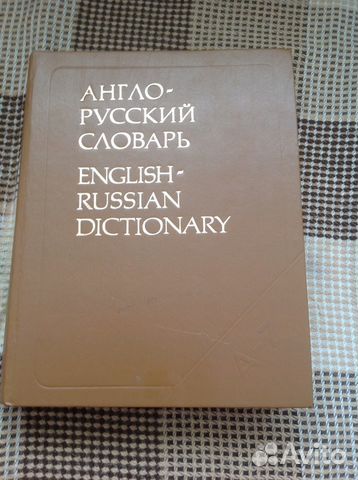 АНГЛО-
РУССКИЙ
СЛОВАРЬ
ENGLISH-
RUSSIAN
DICTIONARY
A-Z
Avito